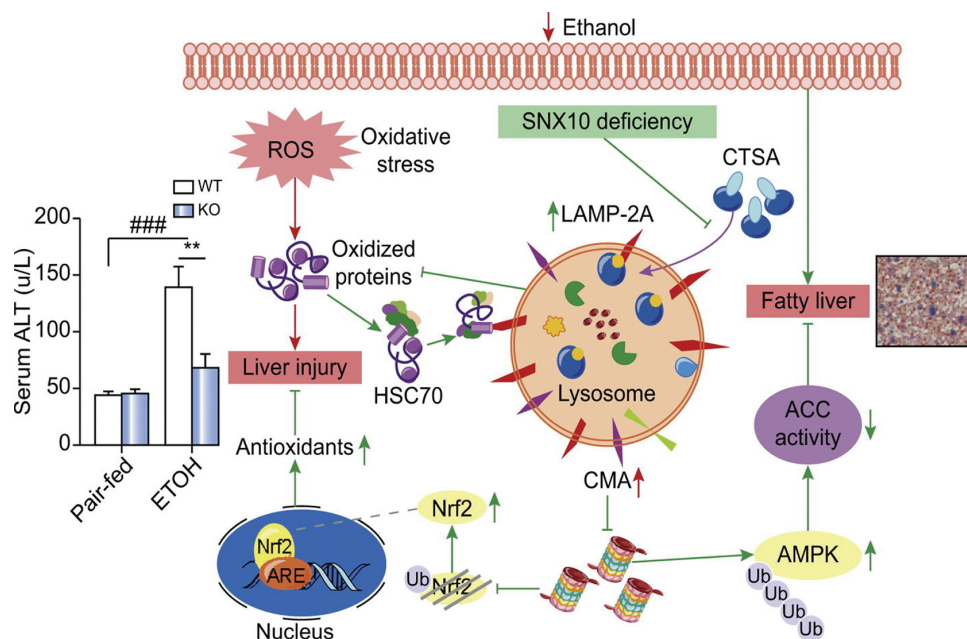 Ethanol
SNX10 deficiency
CTSA
ROS
Oxidative
stress
LAMP-2A
Oxidized
proteins
HSC70
Lysosome
Liver injury
Fatty liver
WT
KO
###
**
200
150
100
50
0
Serum ALT (u/L)
Pair-fed
ETOH
Antioxidants
CMA
ACC
activity
Nrf2
Nrf2
ARE
Nucleus
Ub
Nrf2
AMPK
Ub
Ub
Ub
Ub